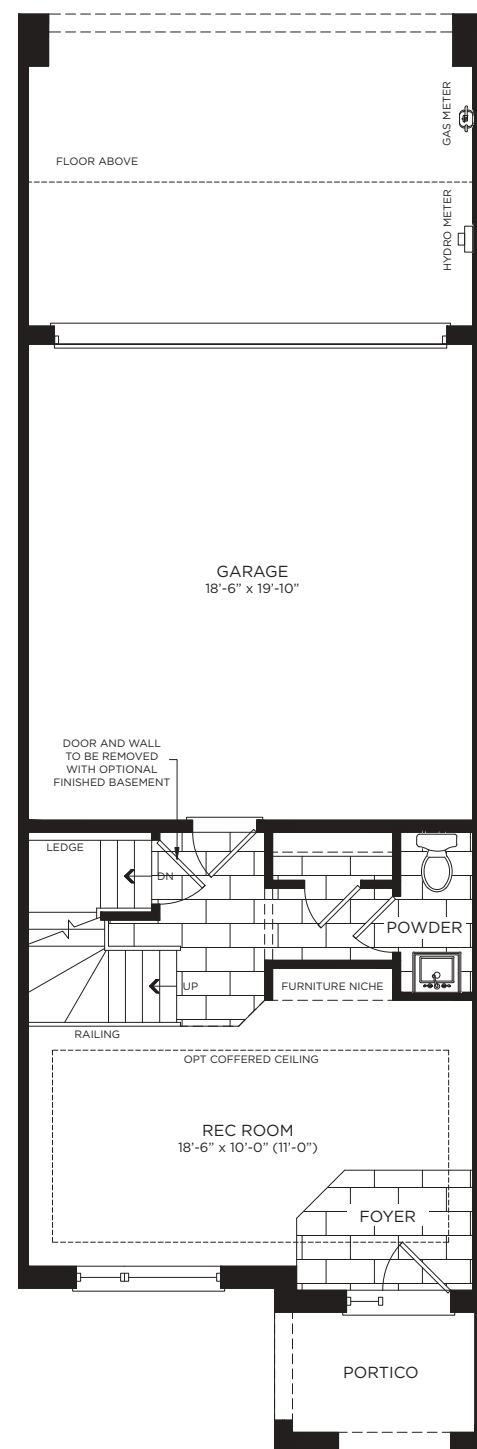 GAS METER
FLOOR ABOVE
HYDRO METER
GARAGE
18'-6" x 19'-10"
DOOR AND WALL
TO BE REMOVED
WITH OPTIONAL
FINISHED BASEMENT
LEDGE
DN
POWDER
UP
FURNITURE NICHE
RAILING
OPT COFFERED CEILING
REC ROOM
18'-6" x 10'-0" (11'-0")
FOYER
PORTICO